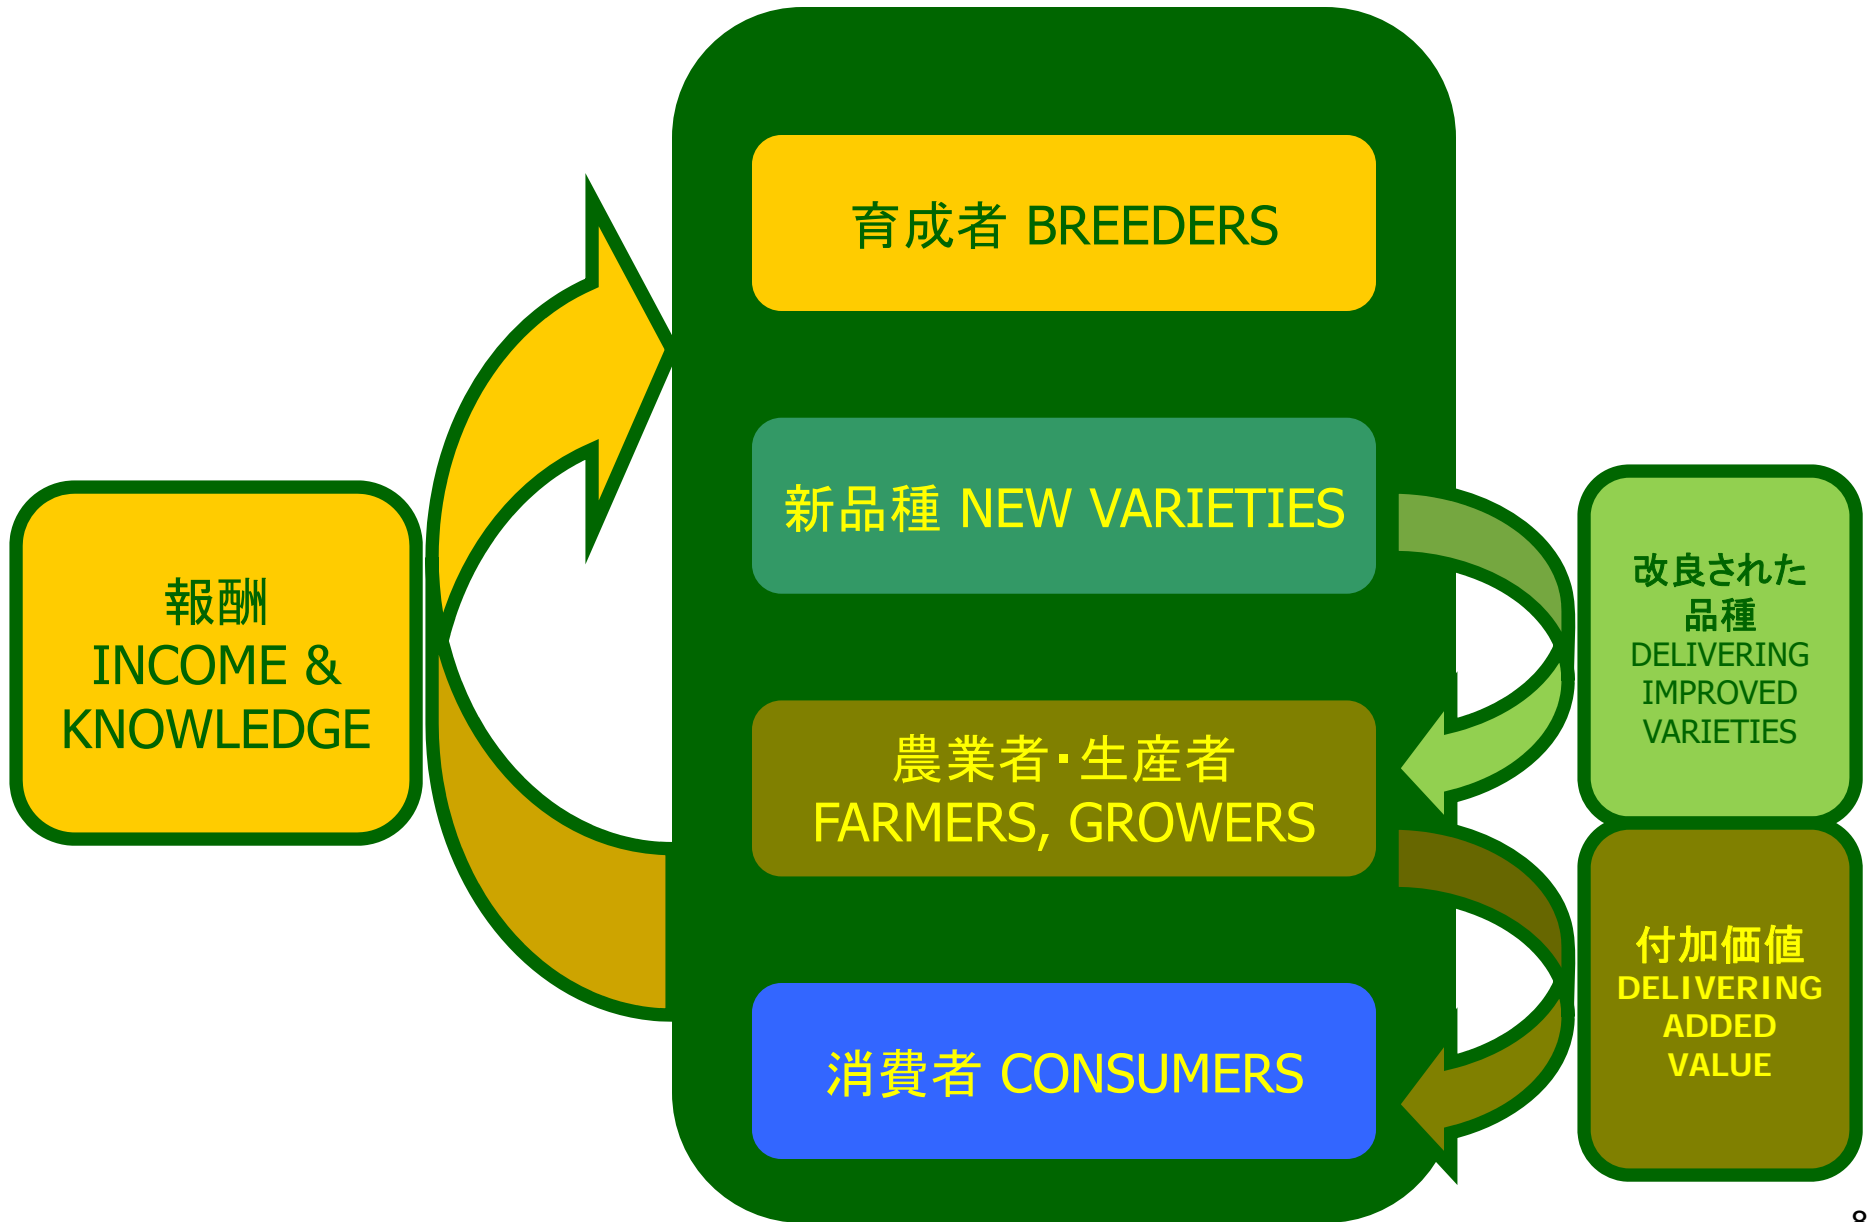 育成者 BREEDERS
新品種 NEW VARIETIES
農業者・生産者
FARMERS, GROWERS
消費者 CONSUMERS
報酬
INCOME &
KNOWLEDGE
改良された
品種
DELIVERING
IMPROVED
VARIETIES
付加価値
DELIVERING
ADDED
VALUE
8